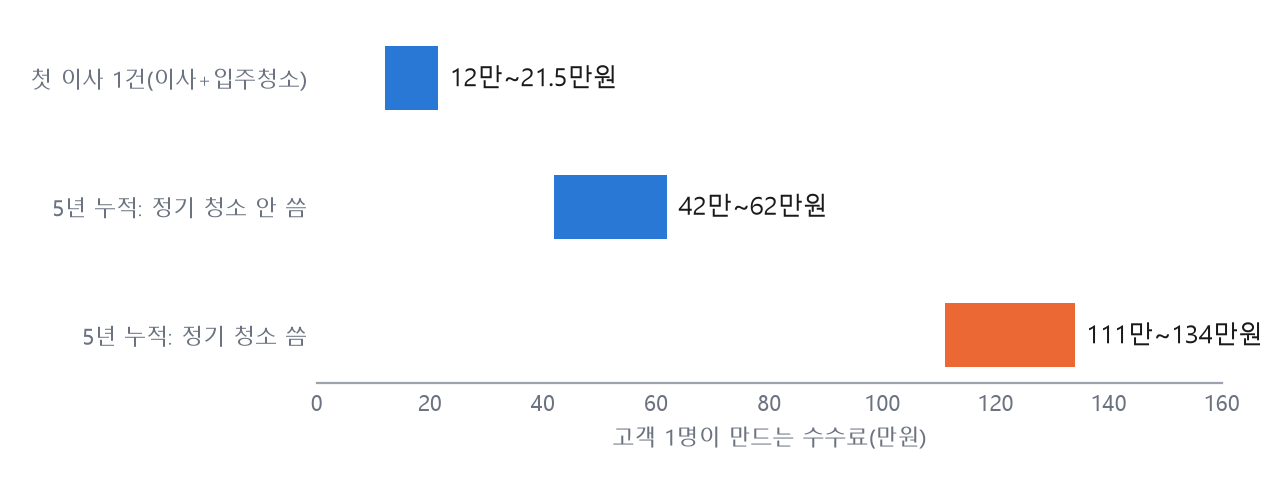 첫 이사 1건(이사+입주청소)
12만~21.5만원
5년 누적: 정기 청소 안 씀
42만~62만원
5년 누적: 정기 청소 씀
111만~134만원
0 20 40 60 80 100 120 140 160
고객 1명이 만드는 수수료(만원)